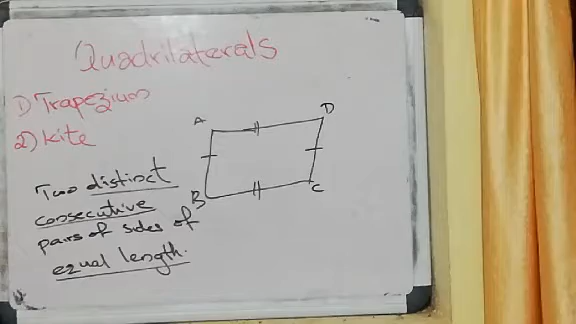 Quadrilaterals
1) Trapezium
2) Kite
Two distinct
consecutive
pairs of sides of
equal length.
A
D
B
C